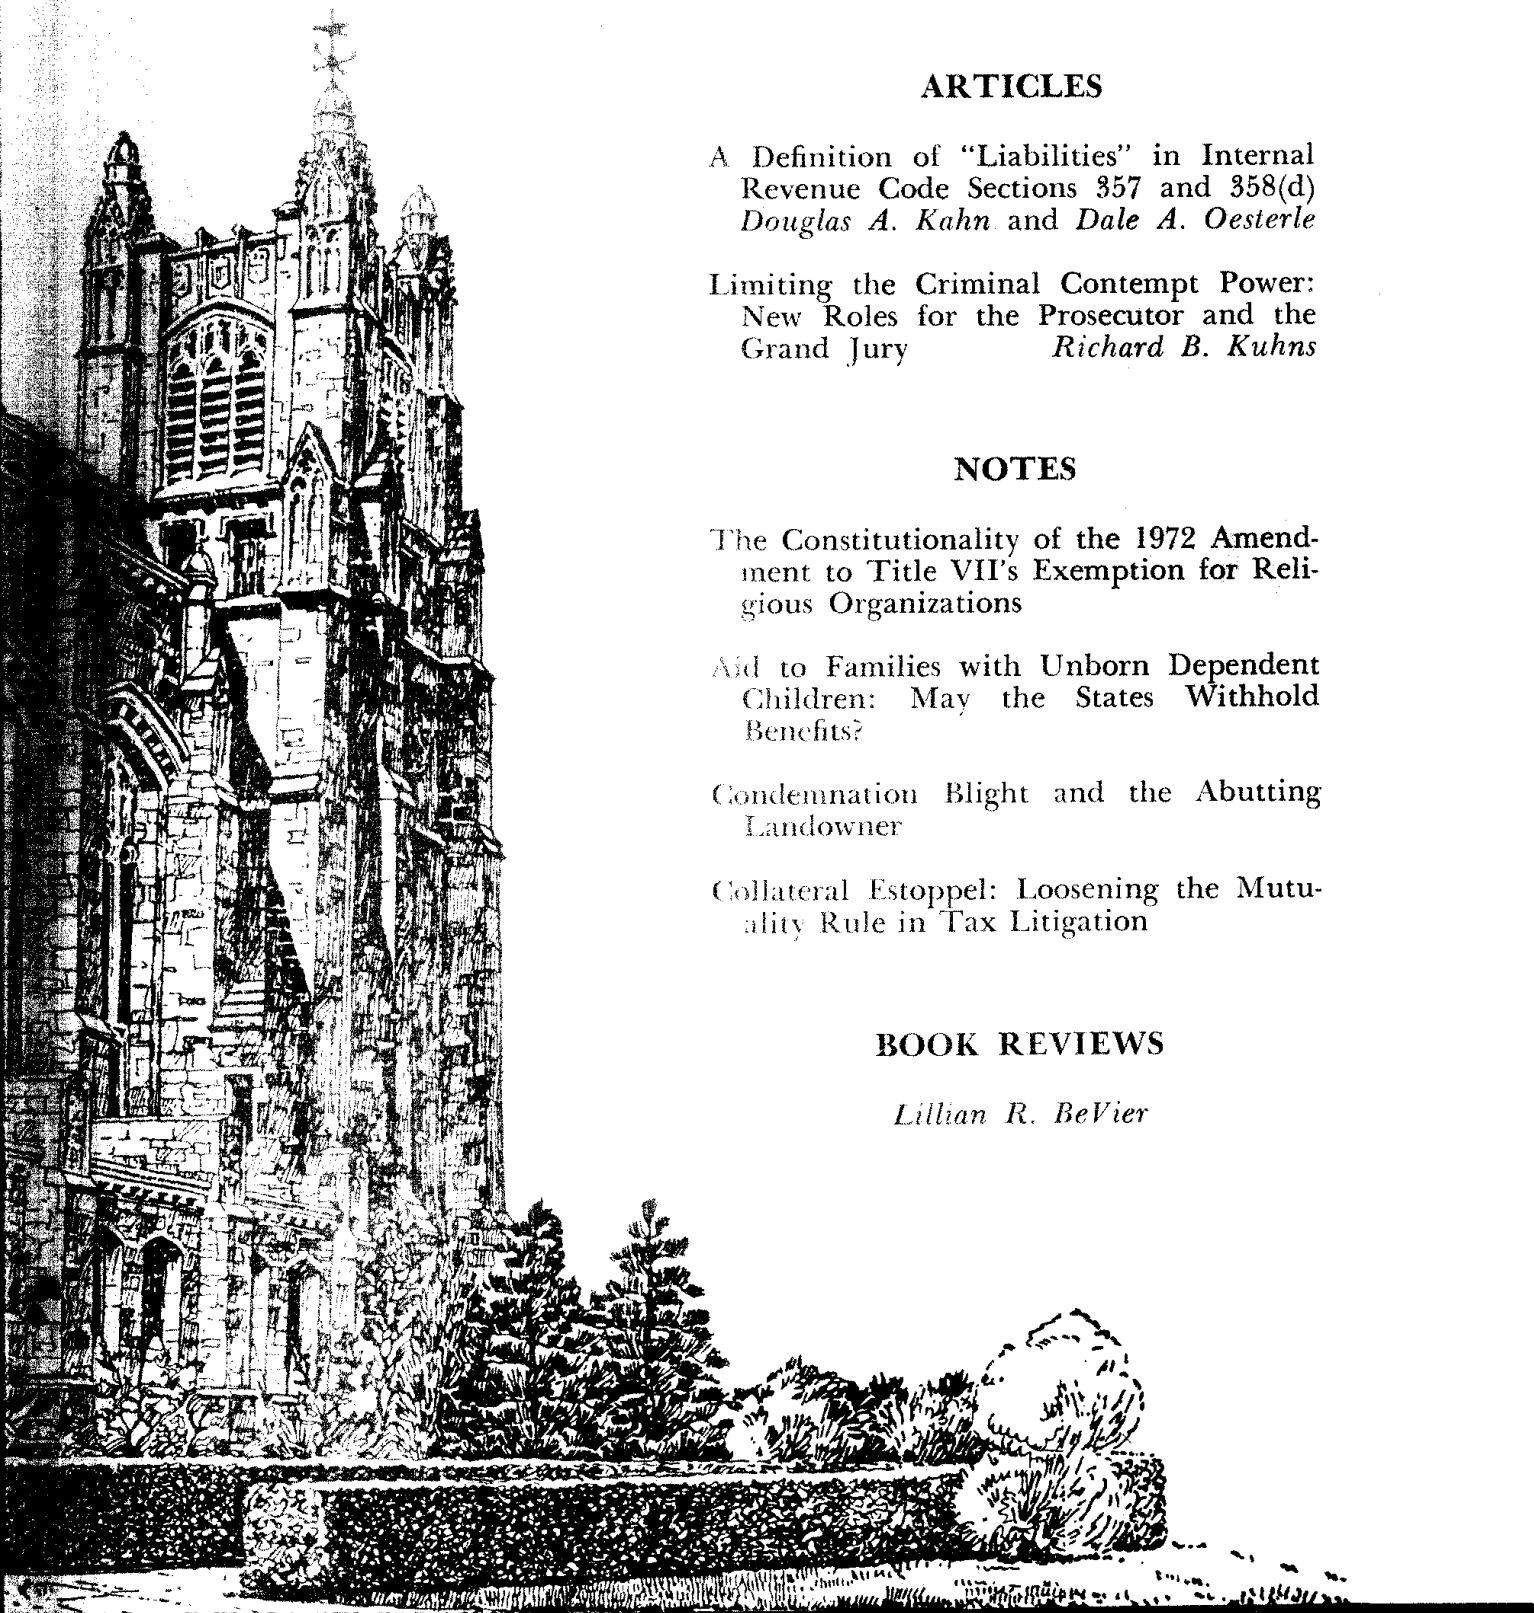 ARTICLES
A Definition of “Liabilities” in Internal
Revenue Code Sections 357 and 358(d)
Douglas A. Kahn and Dale A. Oesterle
Limiting the Criminal Contempt Power:
New Roles for the Prosecutor and the
Grand Jury Richard B. Kuhns
NOTES
The Constitutionality of the 1972 Amend-
ment to Title VII's Exemption for Reli-
gious Organizations
Aid to Families with Unborn Dependent
Children: May the States Withhold
Benefits?
Condemnation Blight and the Abutting
Landowner
Collateral Estoppel: Loosening the Mutu-
ality Rule in Tax Litigation
BOOK REVIEWS
Lillian R. BeVier